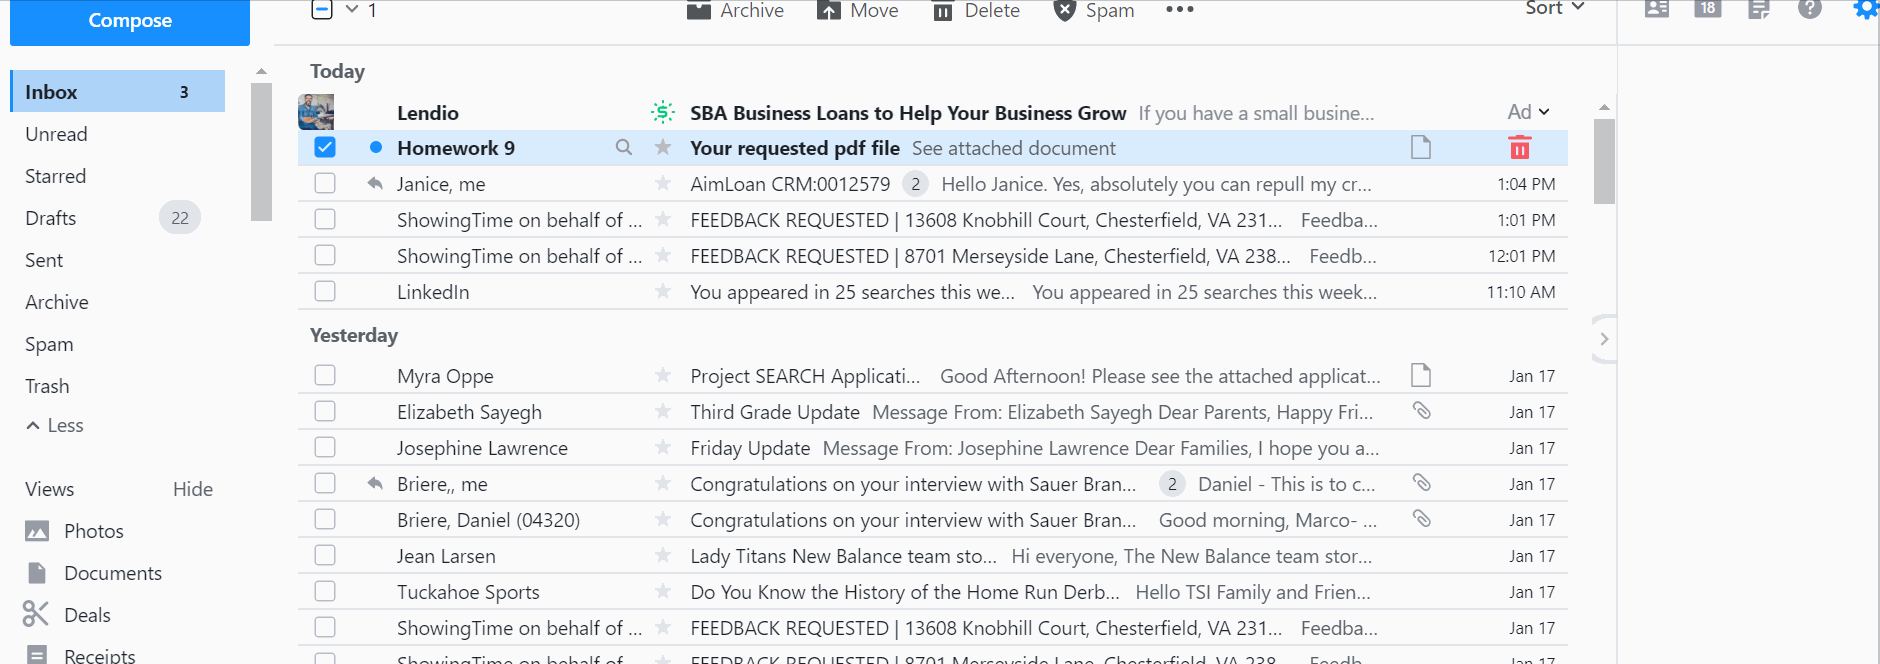 Compose
1 Archive Move Delete Spam ••• Sort
18
Inbox 3
Unread
Starred
Drafts 22
Sent
Archive
Spam
Trash
Less
Views Hide
Photos
Documents
Deals
Receipts
Today
Lendio SBA Business Loans to Help Your Business Grow If you have a small busine... Ad
Homework 9 Your requested pdf file See attached document
Janice, me AimLoan CRM:0012579 2 Hello Janice. Yes, absolutely you can repull my cr... 1:04 PM
ShowingTime on behalf of ... FEEDBACK REQUESTED | 13608 Knobhill Court, Chesterfield, VA 231... Feedba... 1:01 PM
ShowingTime on behalf of ... FEEDBACK REQUESTED | 8701 Merseyside Lane, Chesterfield, VA 238... Feedb... 12:01 PM
LinkedIn You appeared in 25 searches this we... You appeared in 25 searches this week... 11:10 AM
Yesterday
Myra Oppe Project SEARCH Applicati... Good Afternoon! Please see the attached applicat... Jan 17
Elizabeth Sayegh Third Grade Update Message From: Elizabeth Sayegh Dear Parents, Happy Fri... Jan 17
Josephine Lawrence Friday Update Message From: Josephine Lawrence Dear Families, I hope you a... Jan 17
Briere,, me Congratulations on your interview with Sauer Bran... 2 Daniel - This is to c... Jan 17
Briere, Daniel (04320) Congratulations on your interview with Sauer Bran... Good morning, Marco- ... Jan 17
Jean Larsen Lady Titans New Balance team sto... Hi everyone, The New Balance team stor... Jan 17
Tuckahoe Sports Do You Know the History of the Home Run Derb... Hello TSI Family and Frien... Jan 17
ShowingTime on behalf of ... FEEDBACK REQUESTED | 13608 Knobhill Court, Chesterfield, VA 231... Feedba... Jan 17
ShowingTime on behalf of ... FEEDBACK REQUESTED | 8701 Merseyside Lane, Chesterfield, VA 238... Feedb... Jan 17